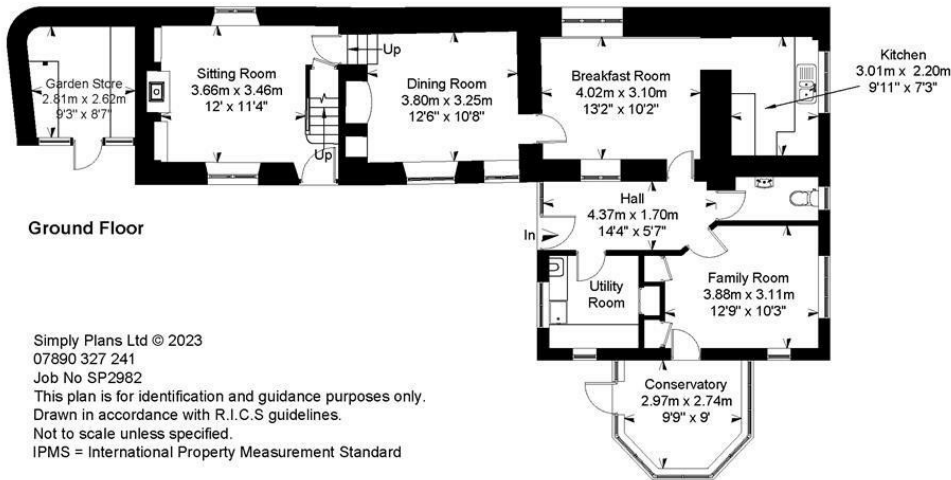 Garden Store
2.81m x 2.62m
9'3" x 8'7"
Sitting Room
3.66m x 3.46m
12' x 11'4"
Up
Up
Dining Room
3.80m x 3.25m
12'6" x 10'8"
Breakfast Room
4.02m x 3.10m
13'2" x 10'2"
Kitchen
3.01m x 2.20m
9'11" x 7'3"
Ground Floor
Hall
4.37m x 1.70m
14'4" x 5'7"
In
Utility
Room
Family Room
3.88m x 3.11m
12'9" x 10'3"
Conservatory
2.97m x 2.74m
9'9" x 9'
Simply Plans Ltd © 2023
07890 327 241
Job No SP2982
This plan is for identification and guidance purposes only.
Drawn in accordance with R.I.C.S guidelines.
Not to scale unless specified.
IPMS = International Property Measurement Standard